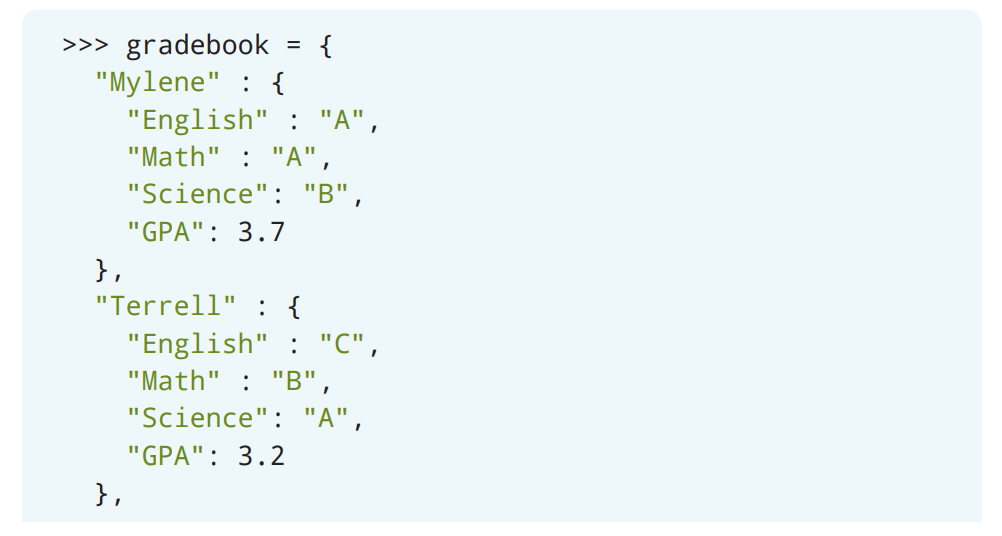 >>> gradebook = {
"Mylene" : {
"English" : "A",
"Math" : "A",
"Science": "B",
"GPA": 3.7
},
"Terrell" : {
"English" : "C",
"Math" : "B",
"Science": "A",
"GPA": 3.2
},